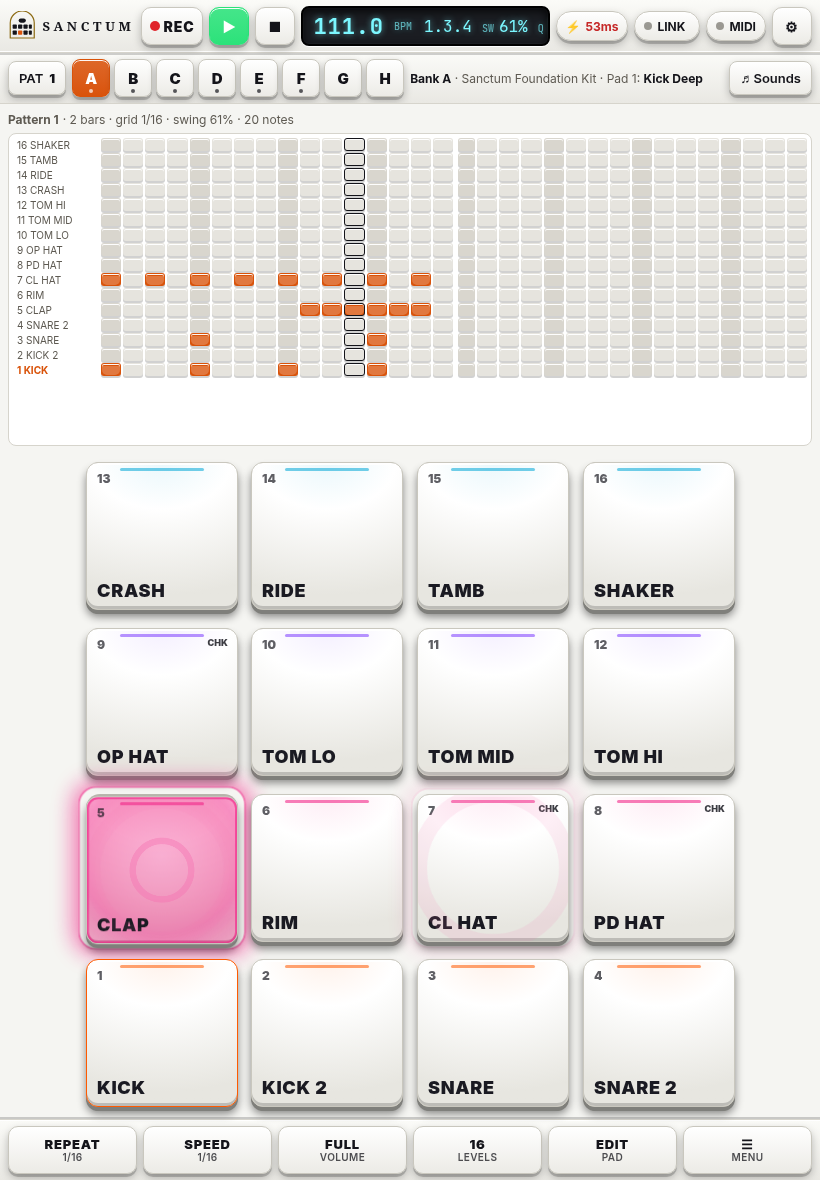 SANCTUM REC 111.0 BPM 1.3.4 SW 61% Q ⚡ 53ms LINK MIDI
PAT 1 A B C D E F G H Bank A · Sanctum Foundation Kit · Pad 1: Kick Deep ♬ Sounds
Pattern 1 · 2 bars · grid 1/16 · swing 61% · 20 notes
16 SHAKER
15 TAMB
14 RIDE
13 CRASH
12 TOM HI
11 TOM MID
10 TOM LO
9 OP HAT
8 PD HAT
7 CL HAT
6 RIM
5 CLAP
4 SNARE 2
3 SNARE
2 KICK 2
1 KICK
13 14 15 16
CRASH RIDE TAMB SHAKER
9 CHK 10 11 12
OP HAT TOM LO TOM MID TOM HI
5 6 7 CHK 8 CHK
CLAP RIM CL HAT PD HAT
1 2 3 4
KICK KICK 2 SNARE SNARE 2
REPEAT SPEED FULL 16 EDIT ☰
1/16 1/16 VOLUME LEVELS PAD MENU